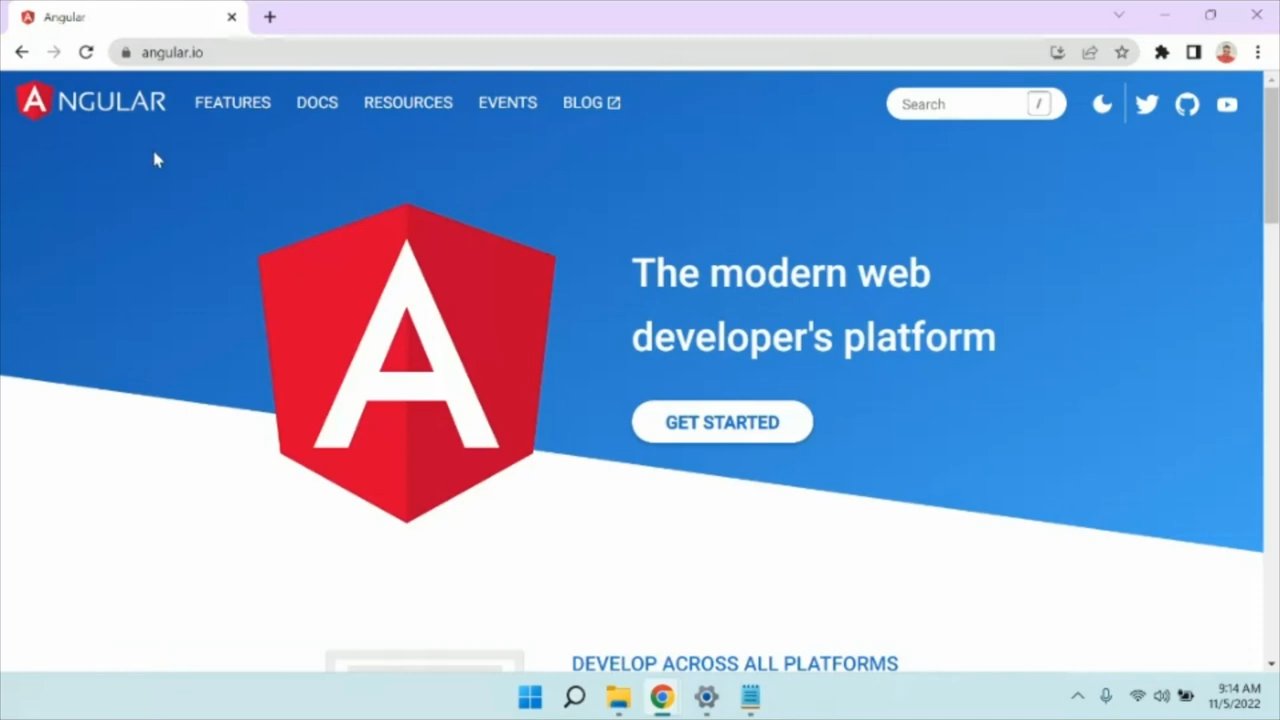 Angular
angular.io
ANGULAR FEATURES DOCS RESOURCES EVENTS BLOG Search /
A
The modern web
developer's platform
GET STARTED
DEVELOP ACROSS ALL PLATFORMS
9:14 AM
11/5/2022